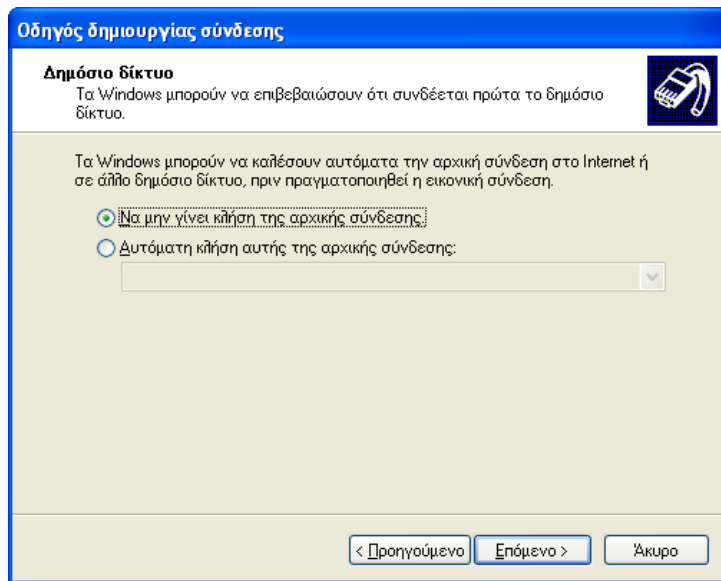 Οδηγός δημιουργίας σύνδεσης
Δημόσιο δίκτυο
Τα Windows μπορούν να επιβεβαιώσουν ότι συνδέεται πρώτα το δημόσιο
δίκτυο.
Τα Windows μπορούν να καλέσουν αυτόματα την αρχική σύνδεση στο Internet ή
σε άλλο δημόσιο δίκτυο, πριν πραγματοποιηθεί η εικονική σύνδεση.
Να μην γίνει κλήση της αρχικής σύνδεσης.
Αυτόματη κλήση αυτής της αρχικής σύνδεσης:
< Προηγούμενο Επόμενο > Άκυρο